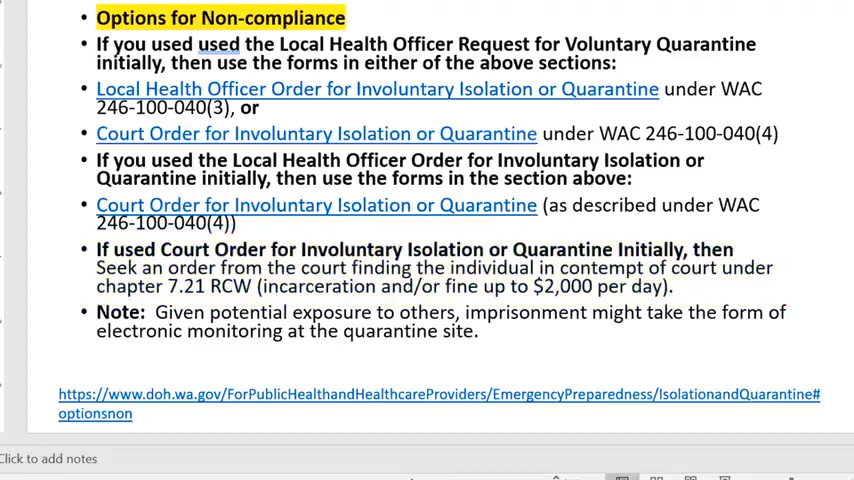 • Options for Non-compliance
• If you used used the Local Health Officer Request for Voluntary Quarantine
initially, then use the forms in either of the above sections:
• Local Health Officer Order for Involuntary Isolation or Quarantine under WAC
246-100-040(3), or
• Court Order for Involuntary Isolation or Quarantine under WAC 246-100-040(4)
• If you used the Local Health Officer Order for Involuntary Isolation or
Quarantine initially, then use the forms in the section above:
• Court Order for Involuntary Isolation or Quarantine (as described under WAC
246-100-040(4))
• If used Court Order for Involuntary Isolation or Quarantine Initially, then
Seek an order from the court finding the individual in contempt of court under
chapter 7.21 RCW (incarceration and/or fine up to $2,000 per day).
• Note: Given potential exposure to others, imprisonment might take the form of
electronic monitoring at the quarantine site.
https://www.doh.wa.gov/ForPublicHealthandHealthcareProviders/EmergencyPreparedness/IsolationandQuarantine#
optionsnon
Click to add notes